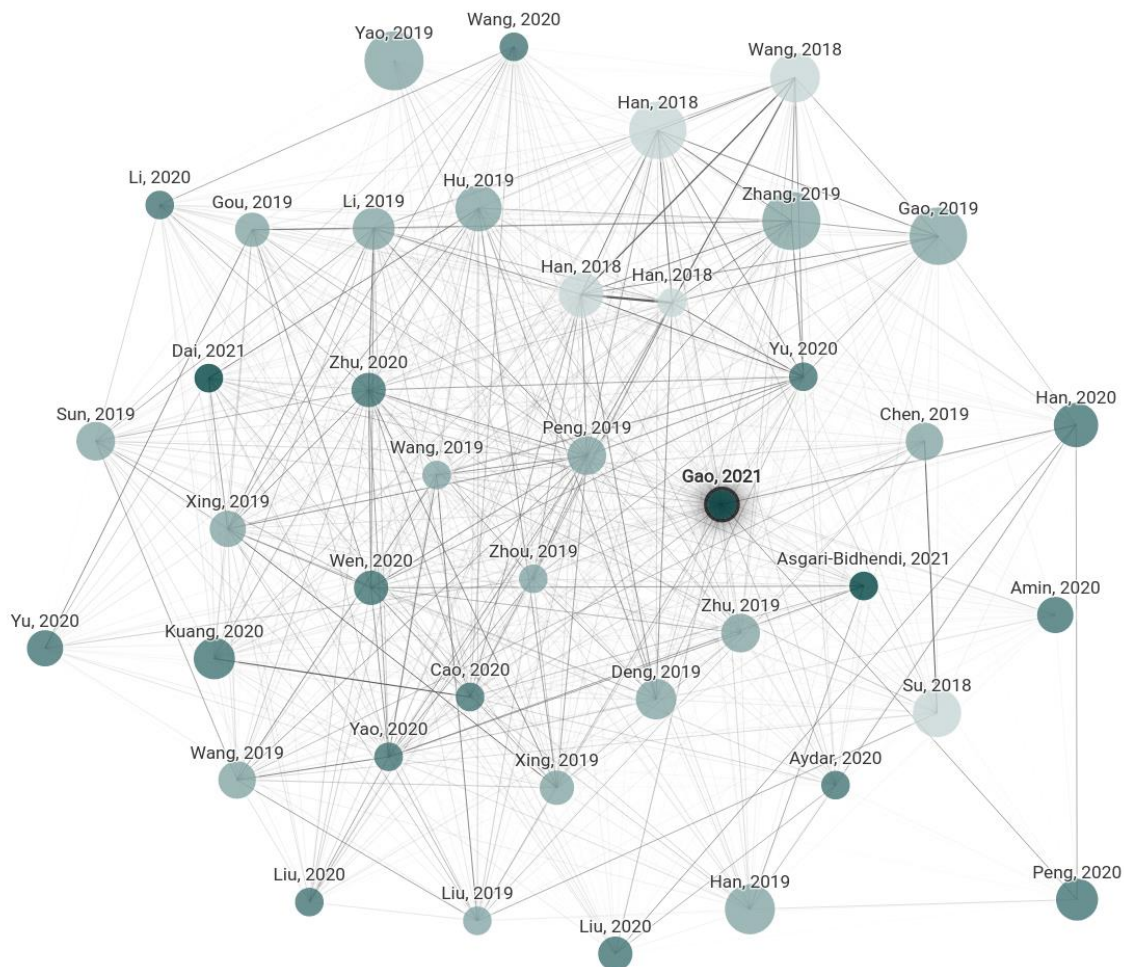 Yao, 2019
Wang, 2020
Wang, 2018
Han, 2018
Li, 2020
Gou, 2019
Li, 2019
Hu, 2019
Zhang, 2019
Gao, 2019
Han, 2018
Han, 2018
Dai, 2021
Zhu, 2020
Yu, 2020
Han, 2020
Sun, 2019
Wang, 2019
Peng, 2019
Chen, 2019
Gao, 2021
Xing, 2019
Wen, 2020
Zhou, 2019
Asgari-Bidhendi, 2021
Amin, 2020
Yu, 2020
Kuang, 2020
Zhu, 2019
Cao, 2020
Deng, 2019
Su, 2018
Wang, 2019
Yao, 2020
Xing, 2019
Aydar, 2020
Liu, 2020
Liu, 2019
Han, 2019
Peng, 2020
Liu, 2020